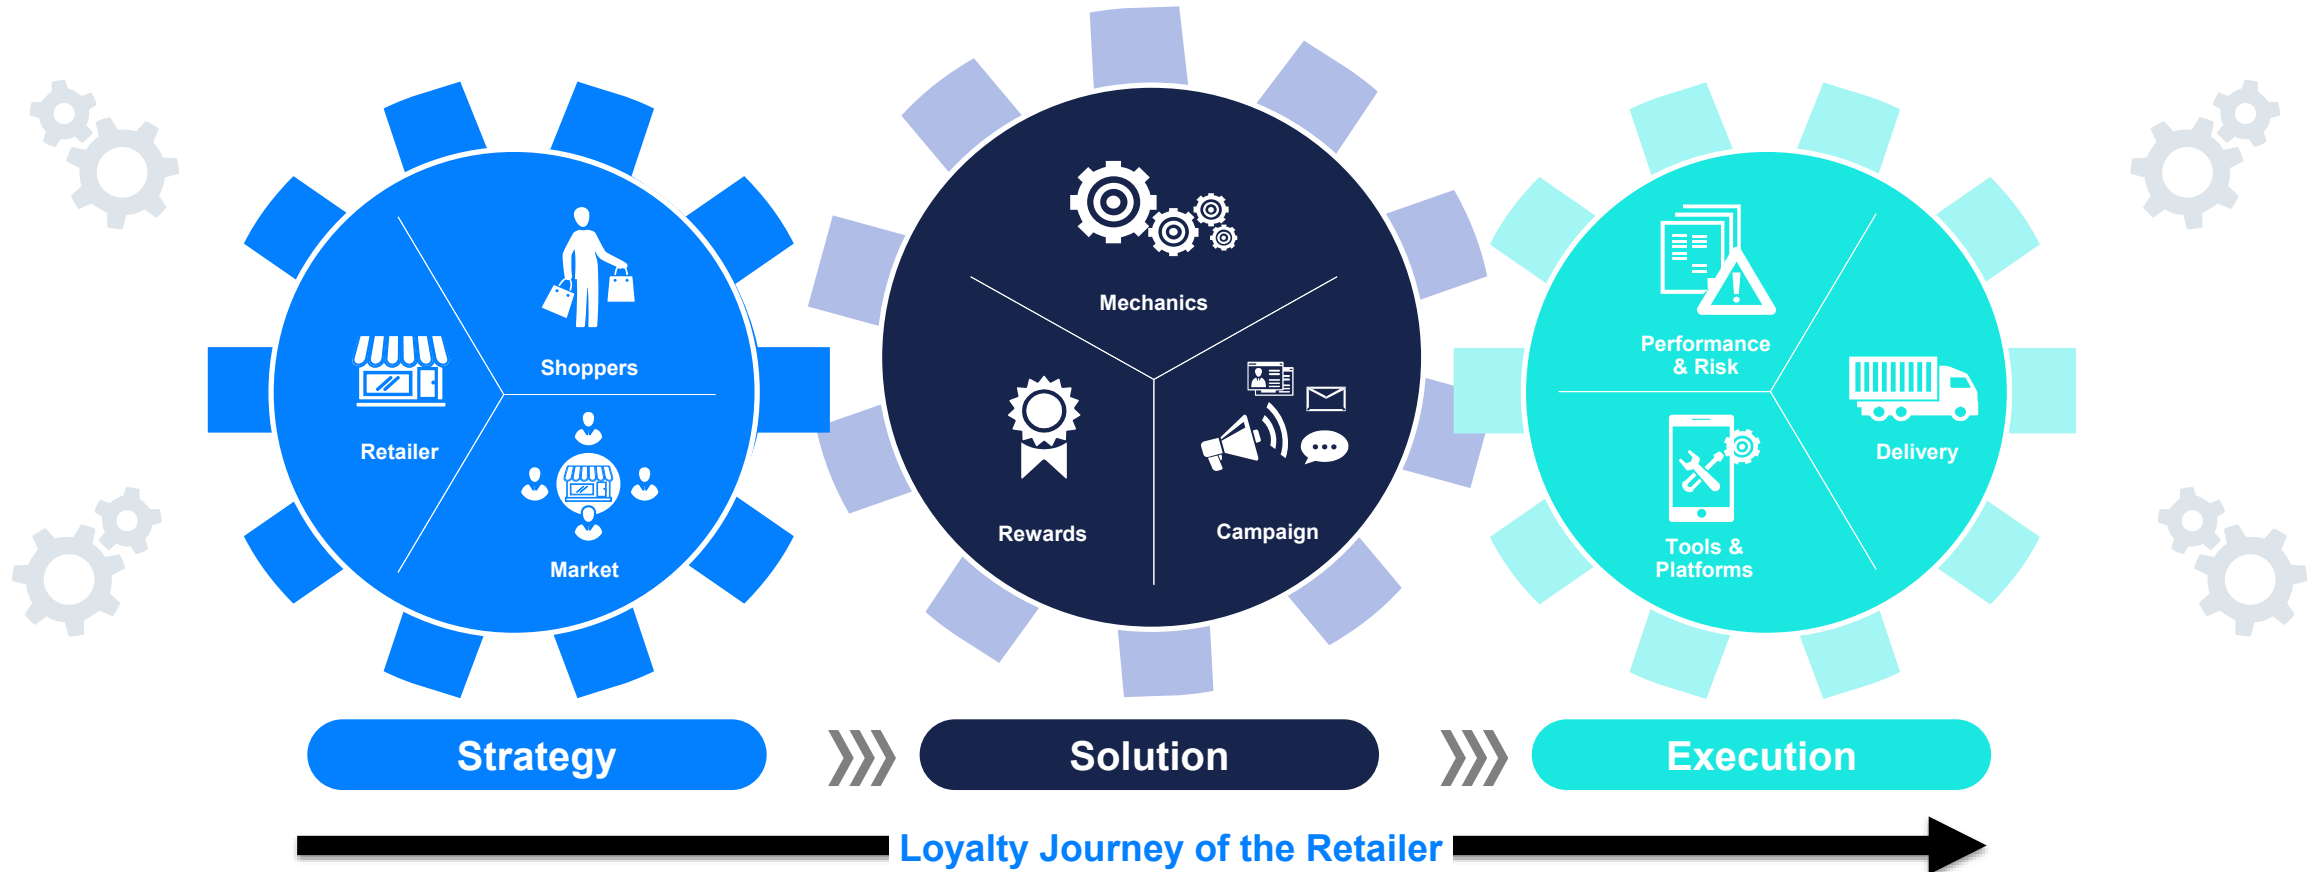 Shoppers
Retailer
Market
Mechanics
Rewards
Campaign
Performance
& Risk
Delivery
Tools &
Platforms
Strategy
Solution
Execution
Loyalty Journey of the Retailer